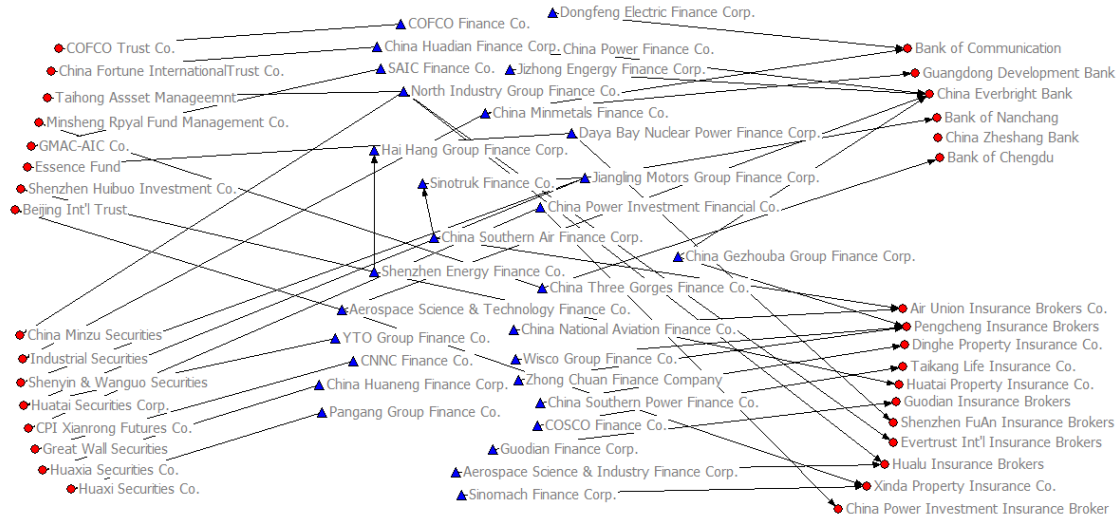 COFCO Trust Co.
China Fortune InternationalTrust Co.
Taihong Assset Manageemnt
Minsheng Rpyal Fund Management Co.
GMAC-AIC Co.
Essence Fund
Shenzhen Huibuo Investment Co.
Beijing Int'l Trust
China Minzu Securities
Industrial Securities
Shenyin & Wanguo Securities
Huatai Securities Corp.
CPI Xianrong Futures Co.
Great Wall Securities
Huaxia Securities Co.
Huaxi Securities Co.
COFCO Finance Co.
China Huadian Finance Corp.
SAIC Finance Co.
North Industry Group Finance Co.
China Minmetals Finance Co.
Hai Hang Group Finance Corp.
Sinotruk Finance Co.
China Southern Air Finance Corp.
Shenzhen Energy Finance Co.
Aerospace Science & Technology Finance Co.
YTO Group Finance Co.
CNNC Finance Co.
China Huaneng Finance Corp.
Pangang Group Finance Co.
Dongfeng Electric Finance Corp.
China Power Finance Co.
Jizhong Engergy Finance Corp.
Daya Bay Nuclear Power Finance Corp.
Jiangling Motors Group Finance Corp.
China Power Investment Financial Co.
China Gezhouba Group Finance Corp.
China Three Gorges Finance Co.
China National Aviation Finance Co.
Wisco Group Finance Co.
Zhong Chuan Finance Company
China Southern Power Finance Co.
COSCO Finance Co.
Guodian Finance Corp.
Aerospace Science & Industry Finance Corp.
Sinomach Finance Corp.
Bank of Communication
Guangdong Development Bank
China Everbright Bank
Bank of Nanchang
China Zheshang Bank
Bank of Chengdu
Air Union Insurance Brokers Co.
Pengcheng Insurance Brokers
Dinghe Property Insurance Co.
Taikang Life Insurance Co.
Huatai Property Insurance Co.
Guodian Insurance Brokers
Shenzhen FuAn Insurance Brokers
Evertrust Int'l Insurance Brokers
Hualu Insurance Brokers
Xinda Property Insurance Co.
China Power Investment Insurance Broker